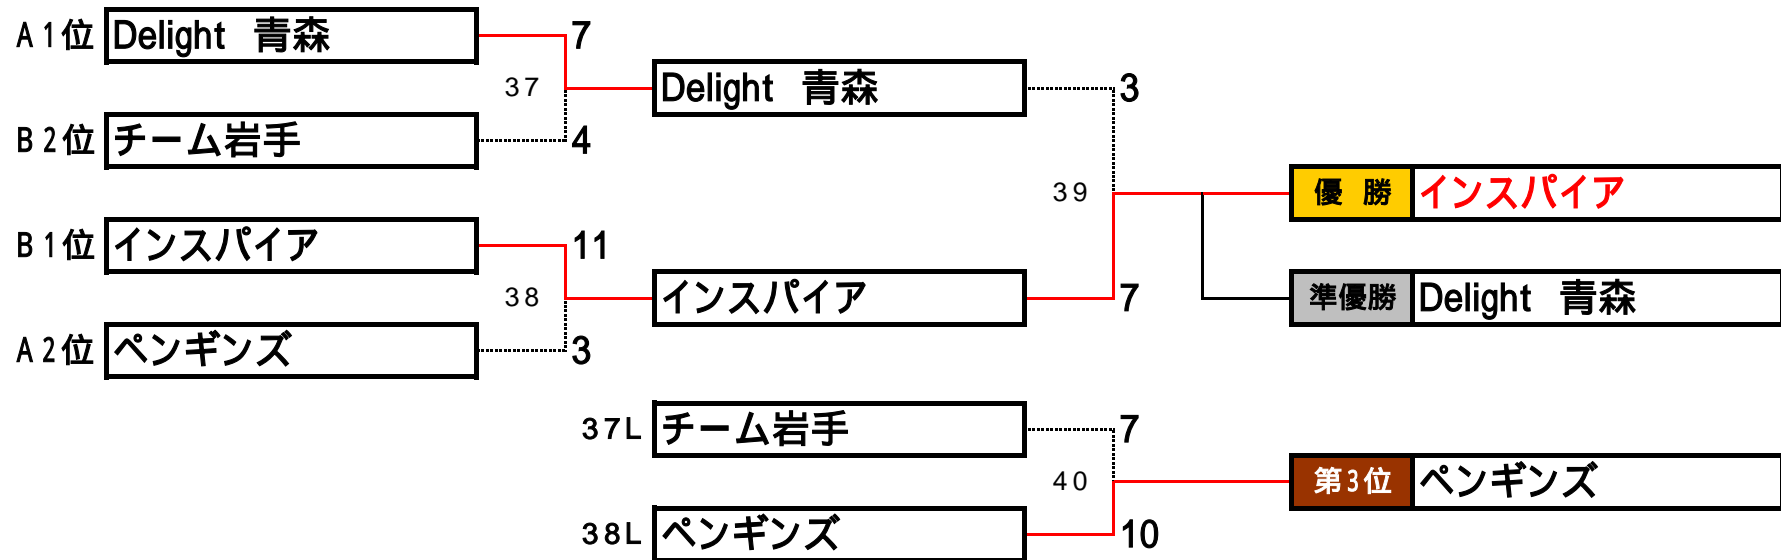 A1位 Delight 青森 7
37 Delight 青森 3
B2位 チーム岩手 4
39 優 勝 インスパイア
B1位 インスパイア 11
38 インスパイア 7
準優勝 Delight 青森
A2位 ペンギンズ 3
37L チーム岩手 7
40 第3位 ペンギンズ
38L ペンギンズ 10